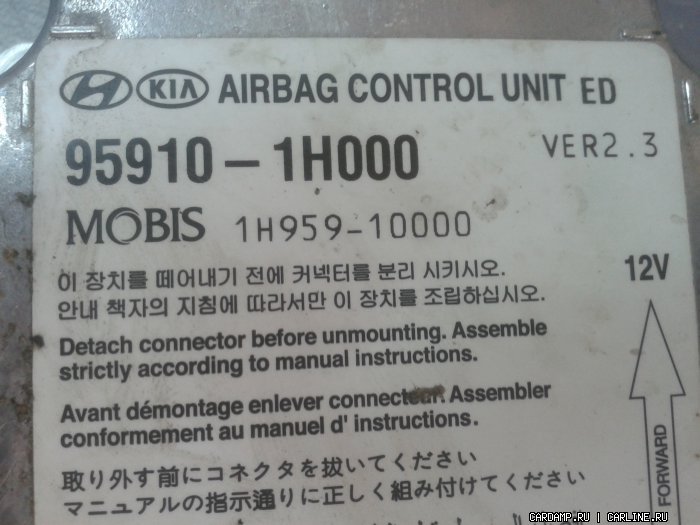 KIA AIRBAG CONTROL UNIT ED
95910-1H000 VER2.3
MOBIS 1H959-10000
이 장치를 떼어내기 전에 커넥터를 분리 시키시오.
안내 책자의 지침에 따라서만 이 장치를 조립하십시오.
12V
Detach connector before unmounting. Assemble
strictly according to manual instructions.
Avant démontage enlever connecteur. Assembler
conformement au manuel d' instructions.
FORWARD
取り外す前にコネクタを抜いてください
マニュアルの指示通りに正しく組み付けてください
CARDAMP.RU | CARLINE.RU